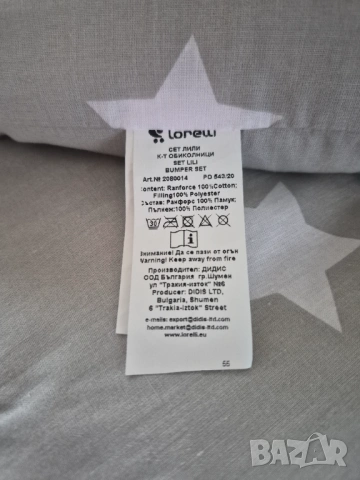 lorelli
СЕТ ЛИЛИ
К-Т ОБИКОЛНИЦИ
SET LILI
BUMPER SET
Art.№ 2080014 PO 543/20
Content: Ranforce 100%Cotton;
Filling100% Polyester
Състав: Ранфорс 100% Памук;
Пълнеж:100% Полиестер
30
Внимание! Да се пази от огън
Warning! Keep away from fire
Производител: ДИДИС
ООД България гр.Шумен
ул "Тракия-изток" №6
Producer: DIDIS LTD,
Bulgaria, Shumen
6 "Trakia-iztok" Street
e-mails: export@didis-ltd.com
home.market@didis-ltd.com
www.lorelli.eu
BAZAR
bg